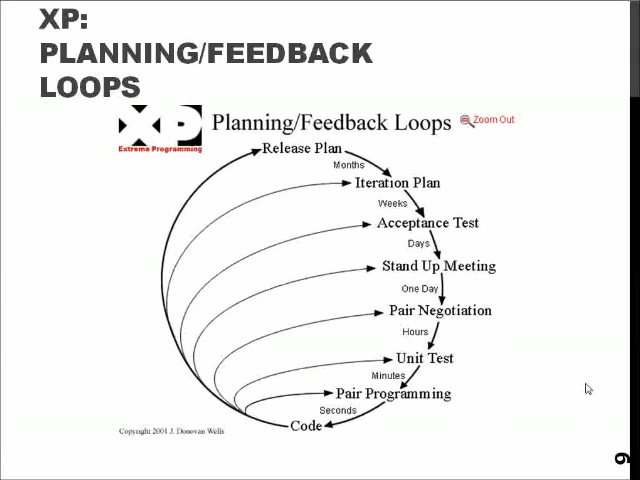 XP:
PLANNING/FEEDBACK
LOOPS
XP
Extreme Programming
Planning/Feedback Loops
Zoom Out
Release Plan
Months
Iteration Plan
Weeks
Acceptance Test
Days
Stand Up Meeting
One Day
Pair Negotiation
Hours
Unit Test
Minutes
Pair Programming
Seconds
Code
Copyright 2001 J. Donovan Wells
9